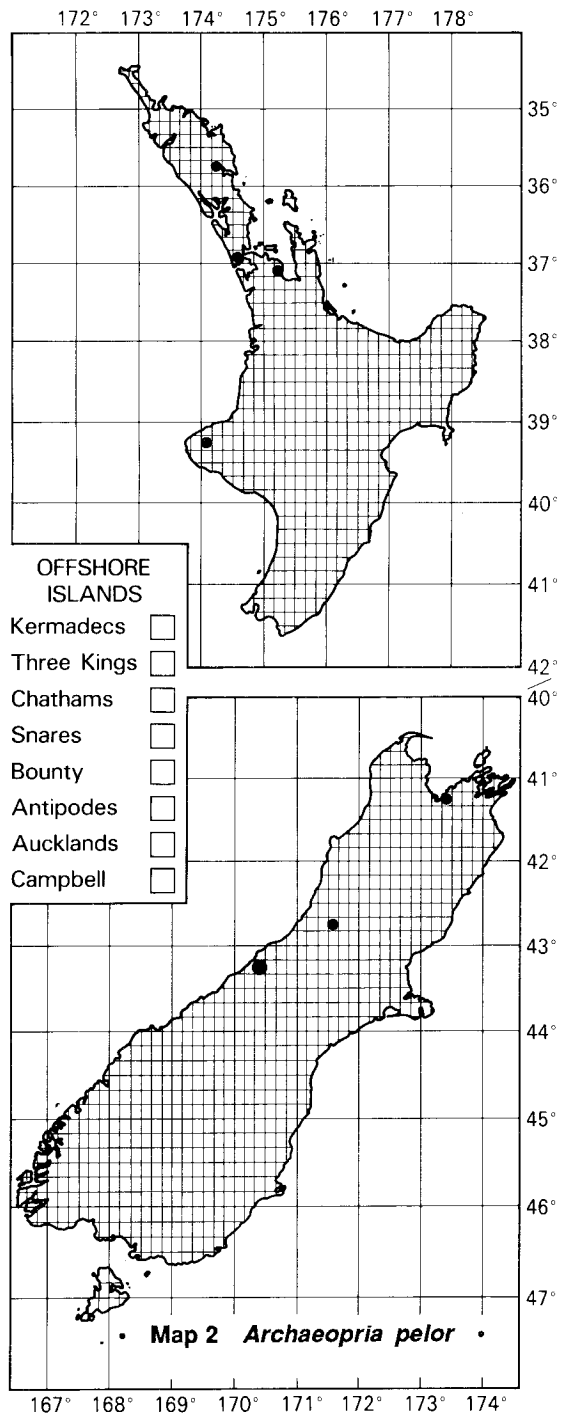 172° 173° 174° 175° 176° 177° 178°
35°
36°
37°
38°
39°
40°
41°
42°
OFFSHORE
ISLANDS
Kermadecs
Three Kings
Chathams
Snares
Bounty
Antipodes
Aucklands
Campbell
40°
41°
42°
43°
44°
45°
46°
47°
• Map 2 Archaeopria pelor •
167° 168° 169° 170° 171° 172° 173° 174°